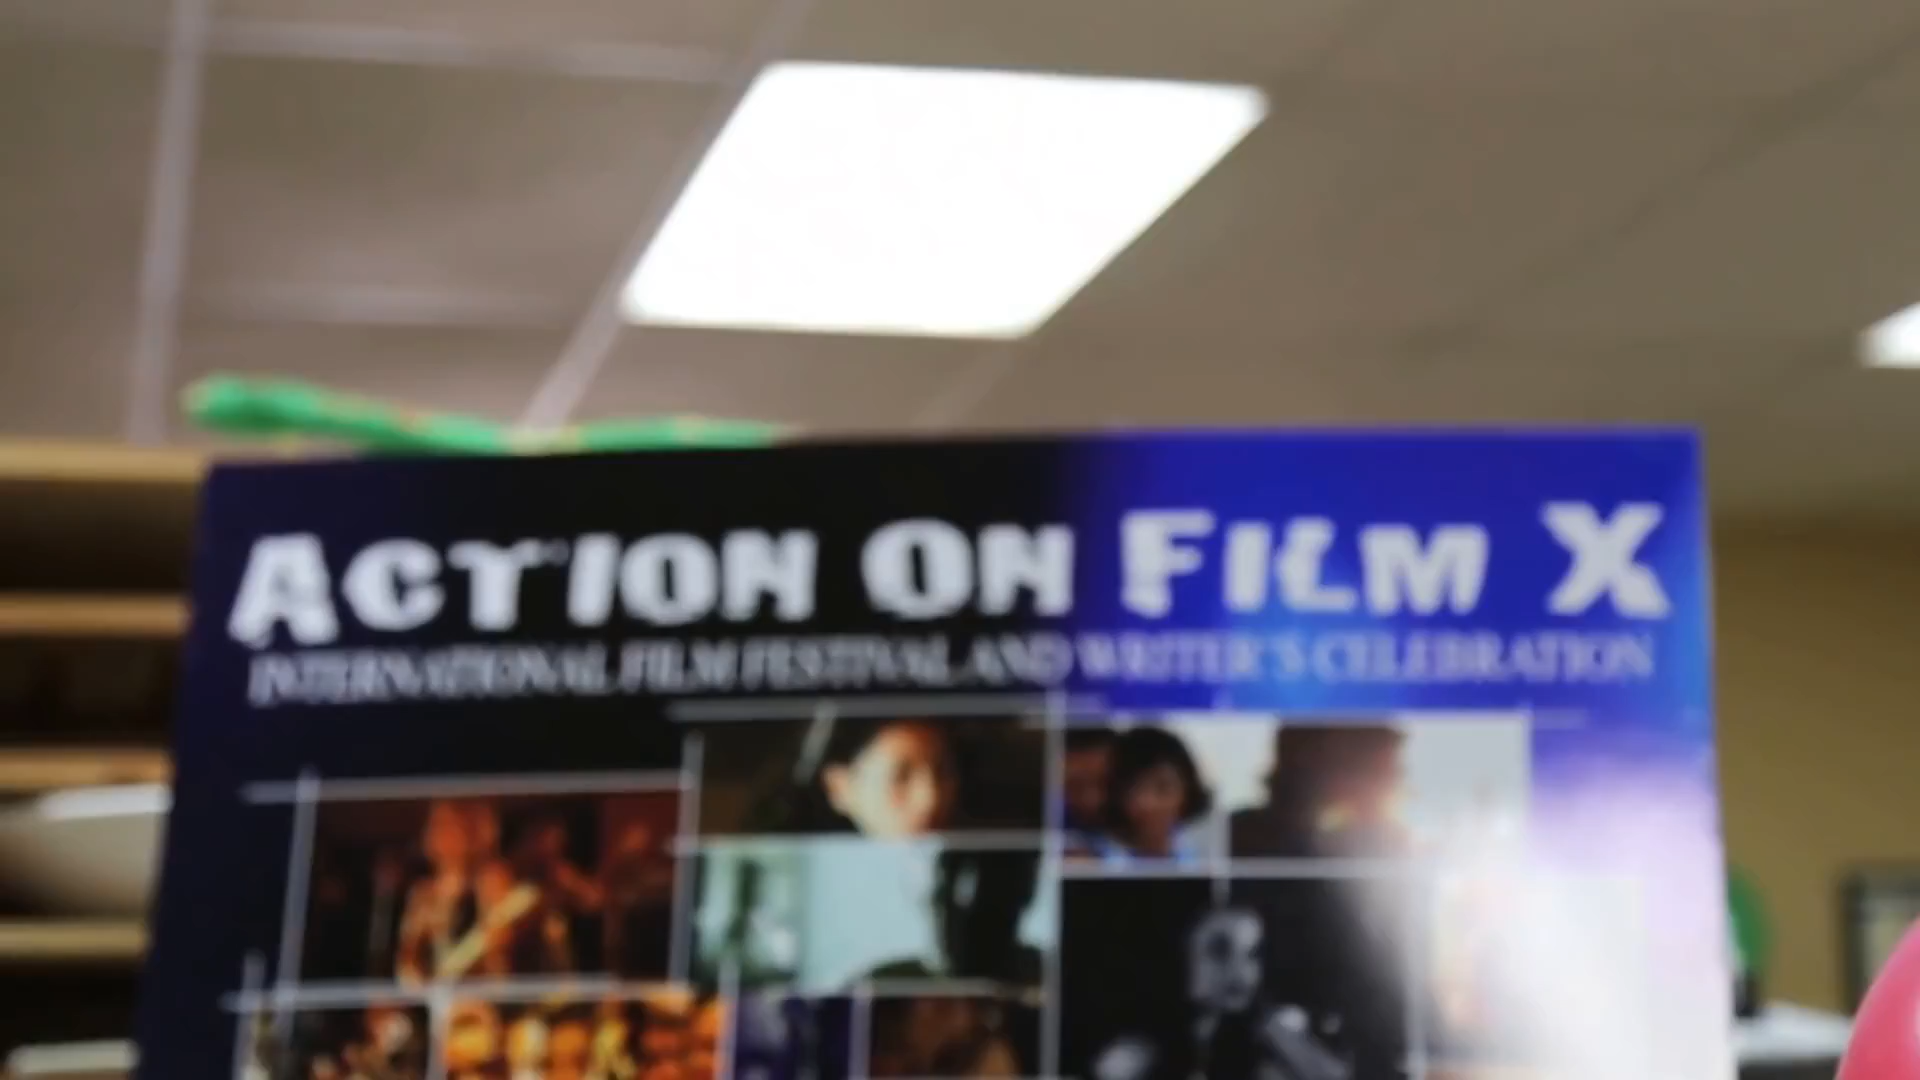 ACTION ON FILM X
INTERNATIONAL FILM FESTIVAL AND WRITER'S CELEBRATION